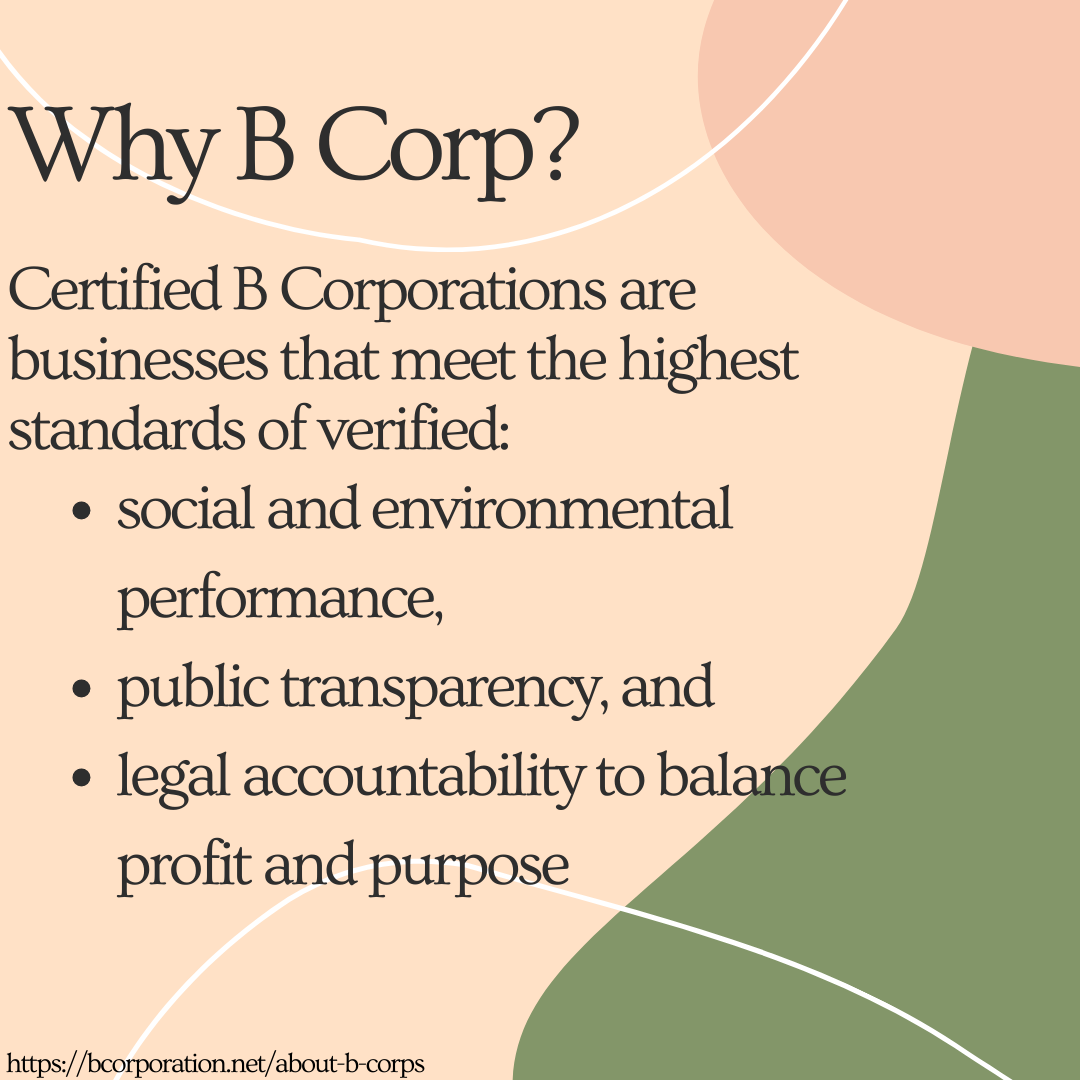 Why B Corp?
Certified B Corporations are
businesses that meet the highest
standards of verified:
• social and environmental
performance,
• public transparency, and
• legal accountability to balance
profit and purpose
https://bcorporation.net/about-b-corps